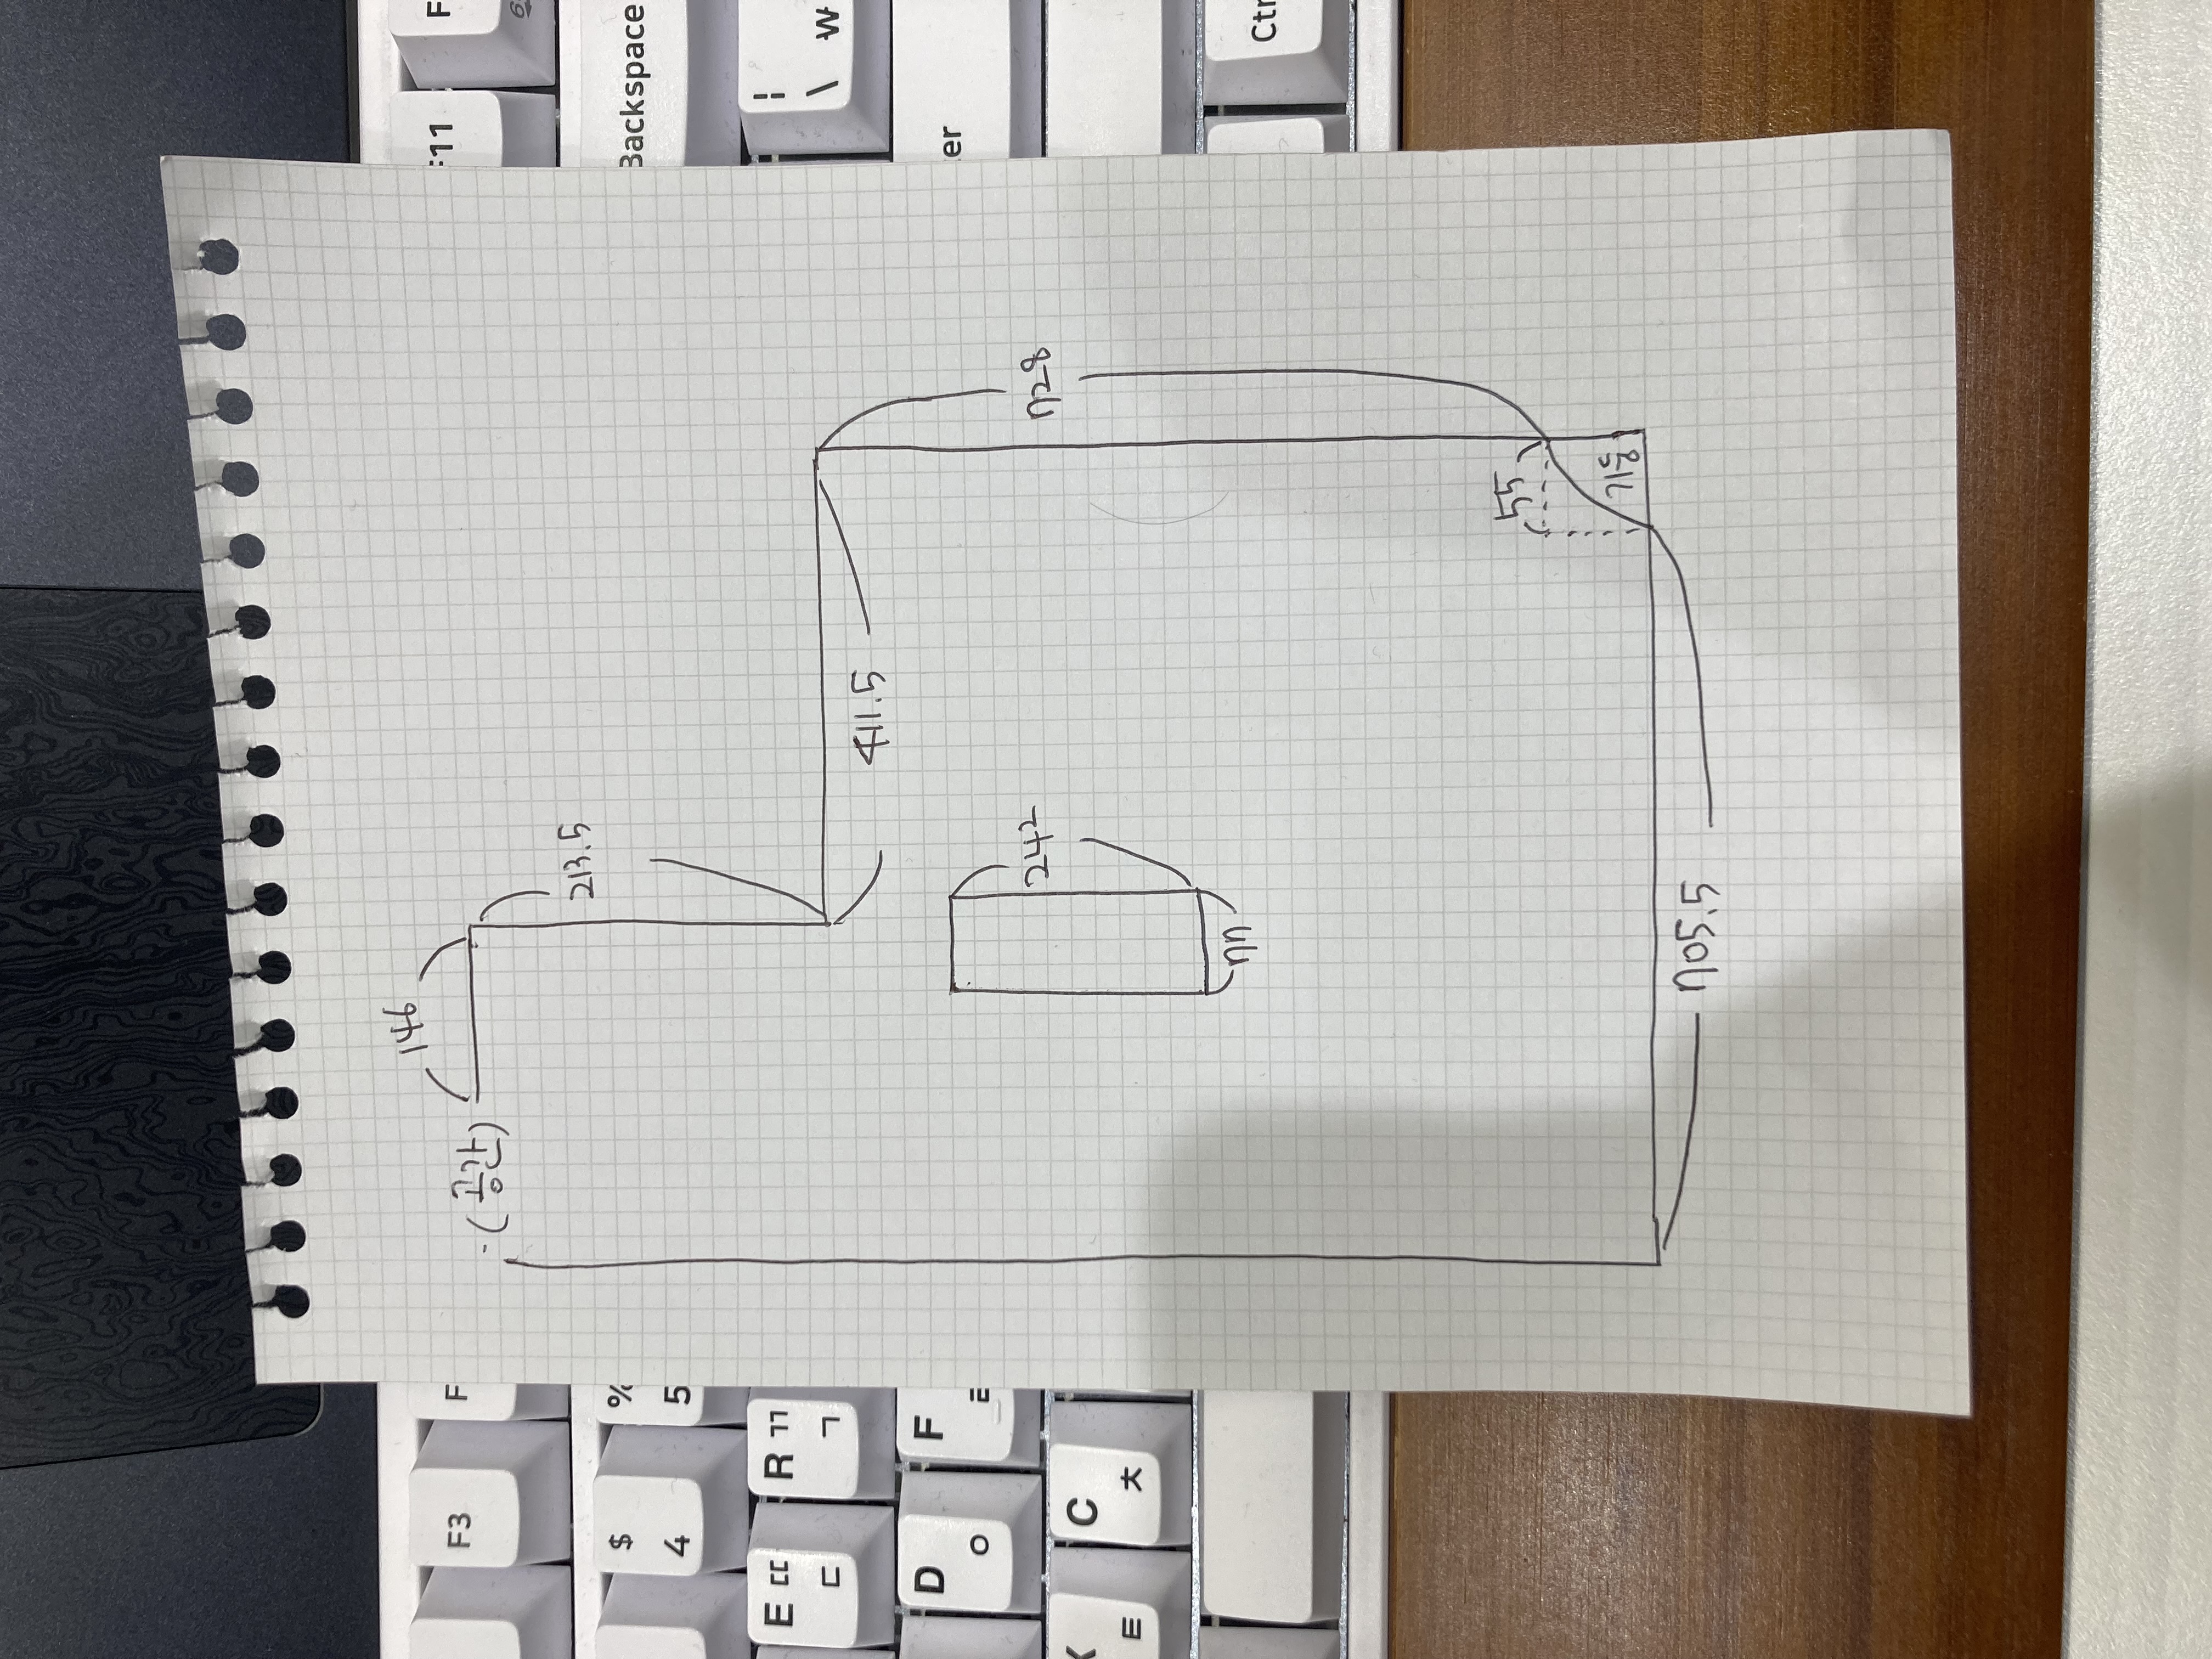 146
(공간)
213.5
411.5
242
728
77
55
기둥
705.5
F3
F
F11
F
$
4
%
5
Backspace
E ㄸ
ㄷ
R ㄲ
ㄱ
|
\ ₩
D
ㅇ
F
ㄹ
er
X
ㅌ
C
ㅊ
Ctr